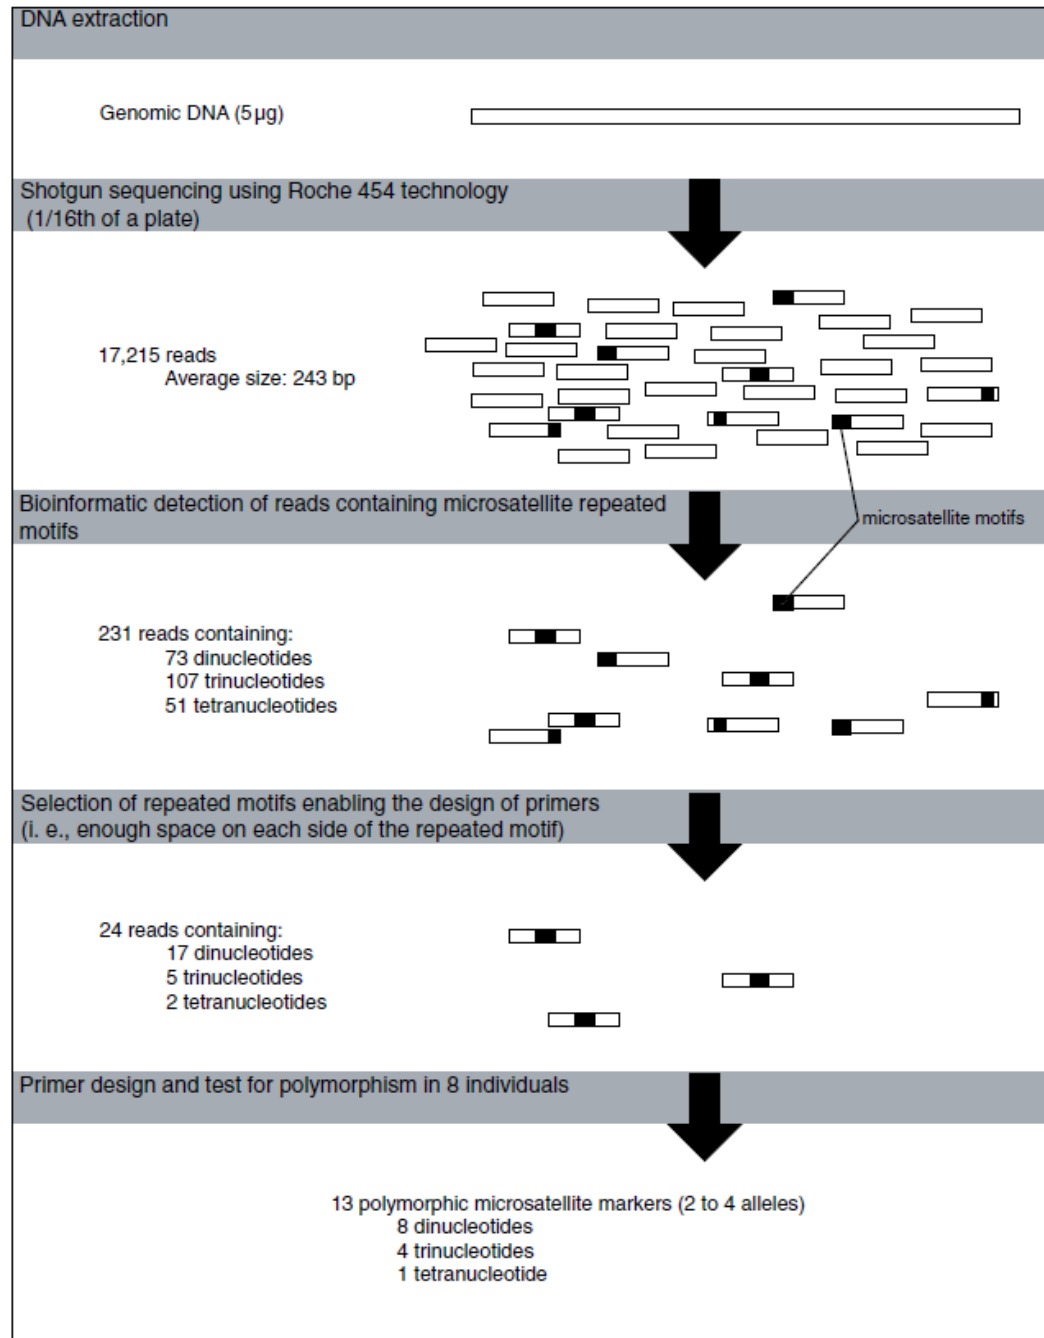 DNA extraction
Genomic DNA (5 µg)
Shotgun sequencing using Roche 454 technology
(1/16th of a plate)
17,215 reads
Average size: 243 bp
Bioinformatic detection of reads containing microsatellite repeated
motifs
microsatellite motifs
231 reads containing:
73 dinucleotides
107 trinucleotides
51 tetranucleotides
Selection of repeated motifs enabling the design of primers
(i. e., enough space on each side of the repeated motif)
24 reads containing:
17 dinucleotides
5 trinucleotides
2 tetranucleotides
Primer design and test for polymorphism in 8 individuals
13 polymorphic microsatellite markers (2 to 4 alleles)
8 dinucleotides
4 trinucleotides
1 tetranucleotide